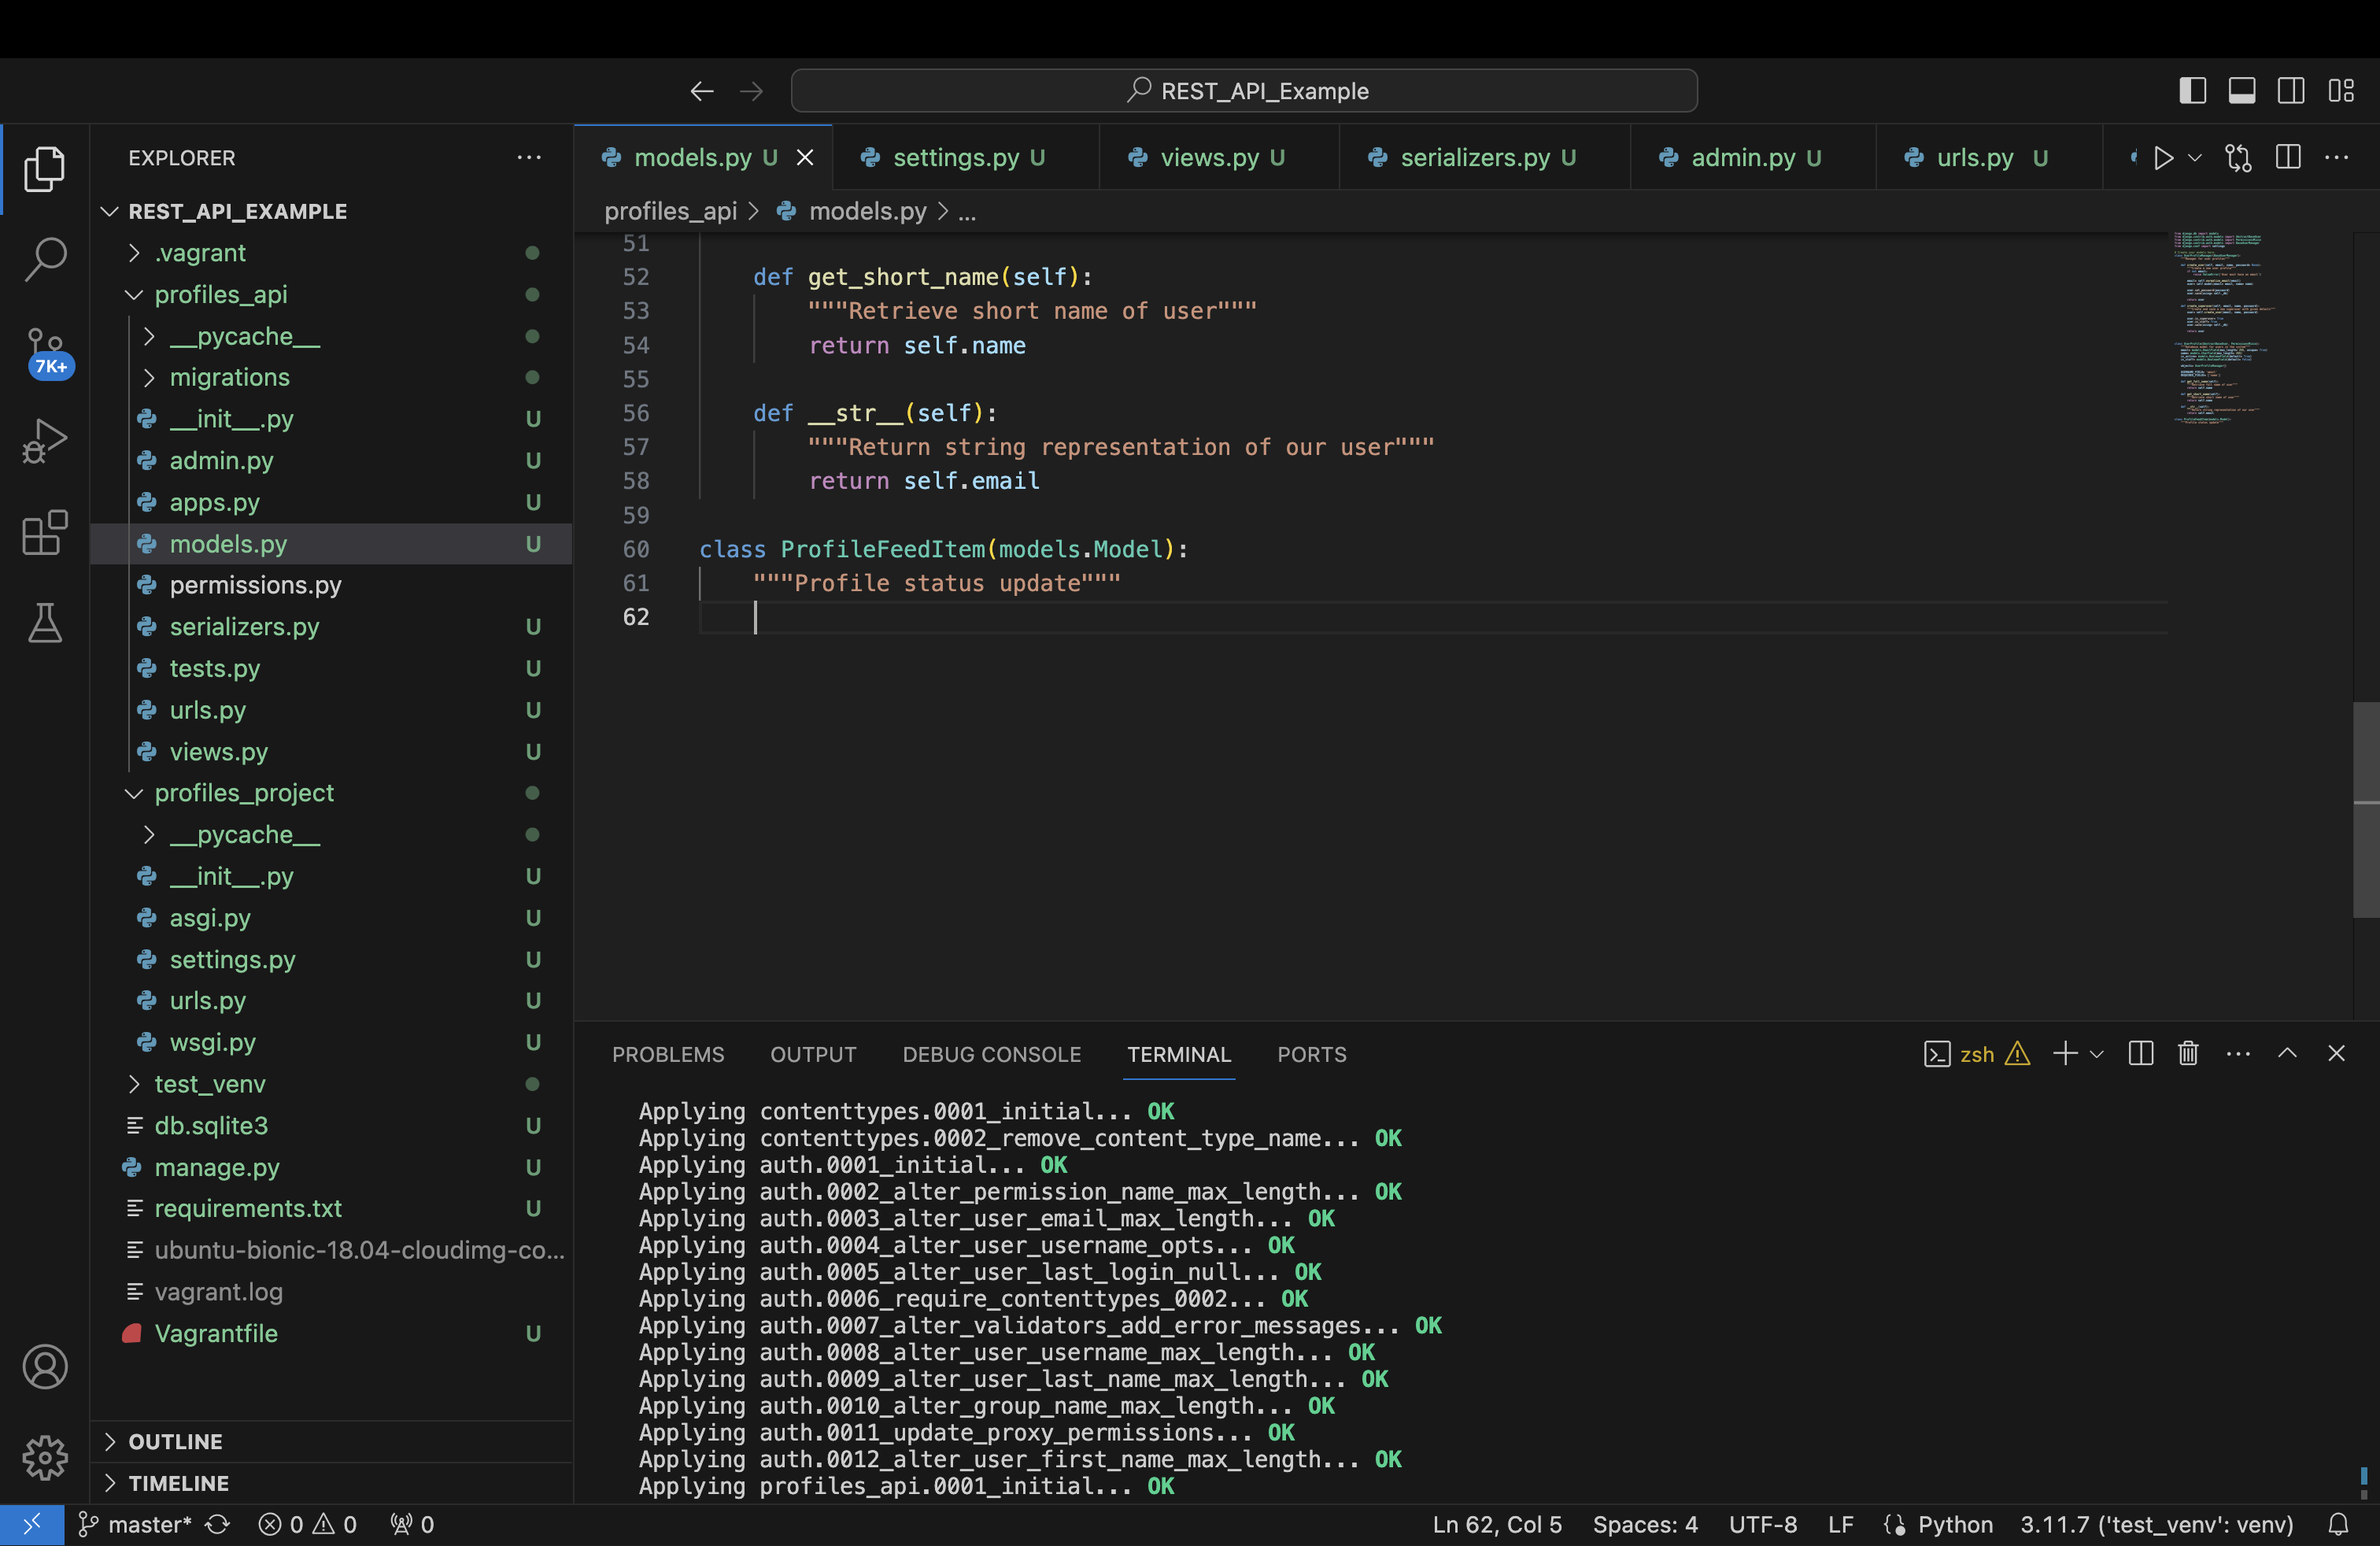 REST_API_Example
EXPLORER
REST_API_EXAMPLE
.vagrant
profiles_api
__pycache__
migrations
__init__.py U
admin.py U
apps.py U
models.py U
permissions.py
serializers.py U
tests.py U
urls.py U
views.py U
profiles_project
__pycache__
__init__.py U
asgi.py U
settings.py U
urls.py U
wsgi.py U
test_venv
db.sqlite3 U
manage.py U
requirements.txt U
ubuntu-bionic-18.04-cloudimg-co...
vagrant.log
Vagrantfile U
OUTLINE
TIMELINE
7K+
models.py U settings.py U views.py U serializers.py U admin.py U urls.py U
profiles_api > models.py > ...
51
52 def get_short_name(self):
53 """Retrieve short name of user"""
54 return self.name
55
56 def __str__(self):
57 """Return string representation of our user"""
58 return self.email
59
60 class ProfileFeedItem(models.Model):
61 """Profile status update"""
62
PROBLEMS OUTPUT DEBUG CONSOLE TERMINAL PORTS zsh
Applying contenttypes.0001_initial... OK
Applying contenttypes.0002_remove_content_type_name... OK
Applying auth.0001_initial... OK
Applying auth.0002_alter_permission_name_max_length... OK
Applying auth.0003_alter_user_email_max_length... OK
Applying auth.0004_alter_user_username_opts... OK
Applying auth.0005_alter_user_last_login_null... OK
Applying auth.0006_require_contenttypes_0002... OK
Applying auth.0007_alter_validators_add_error_messages... OK
Applying auth.0008_alter_user_username_max_length... OK
Applying auth.0009_alter_user_last_name_max_length... OK
Applying auth.0010_alter_group_name_max_length... OK
Applying auth.0011_update_proxy_permissions... OK
Applying auth.0012_alter_user_first_name_max_length... OK
Applying profiles_api.0001_initial... OK
master* 0 0 0 Ln 62, Col 5 Spaces: 4 UTF-8 LF Python 3.11.7 ('test_venv': venv)